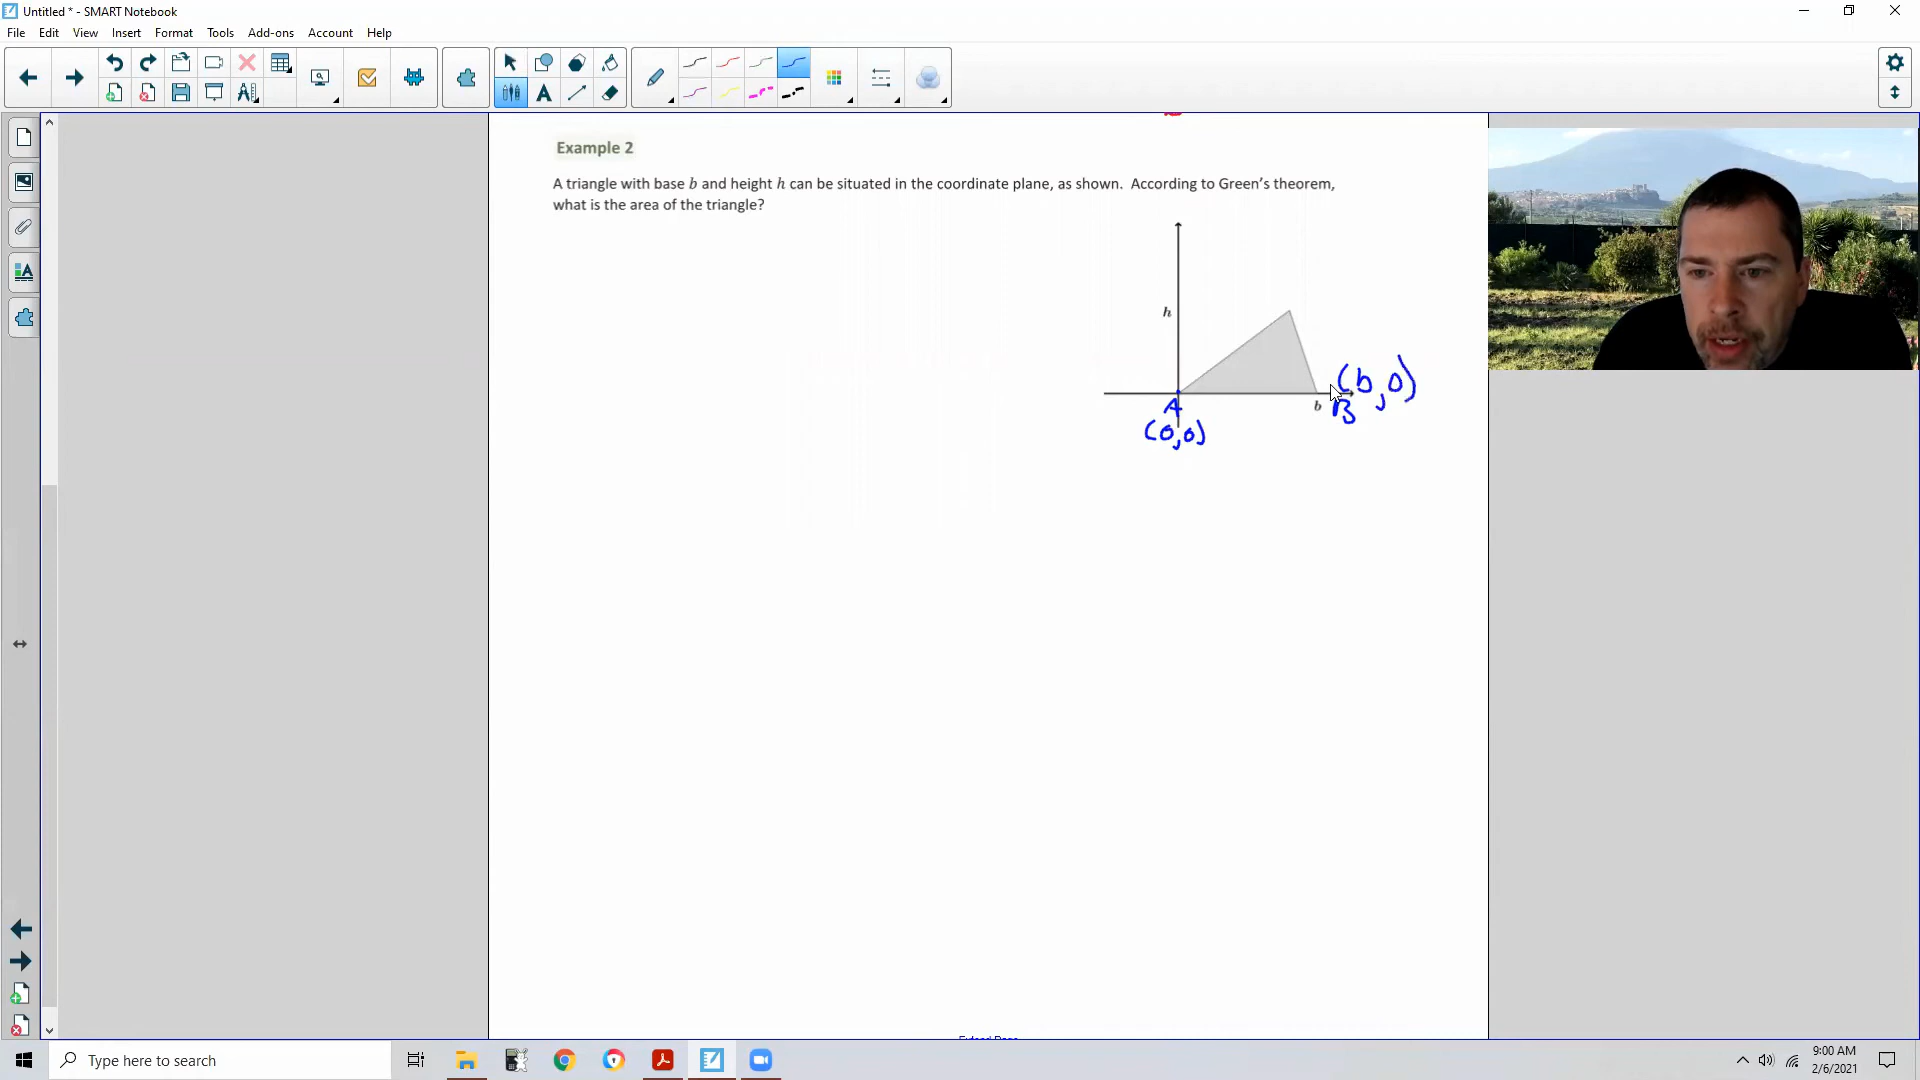 Untitled * - SMART Notebook
File Edit View Insert Format Tools Add-ons Account Help
Example 2
A triangle with base b and height h can be situated in the coordinate plane, as shown. According to Green's theorem,
what is the area of the triangle?
h
(b,0)
b B
A
(0,0)
Type here to search
9:00 AM
2/6/2021